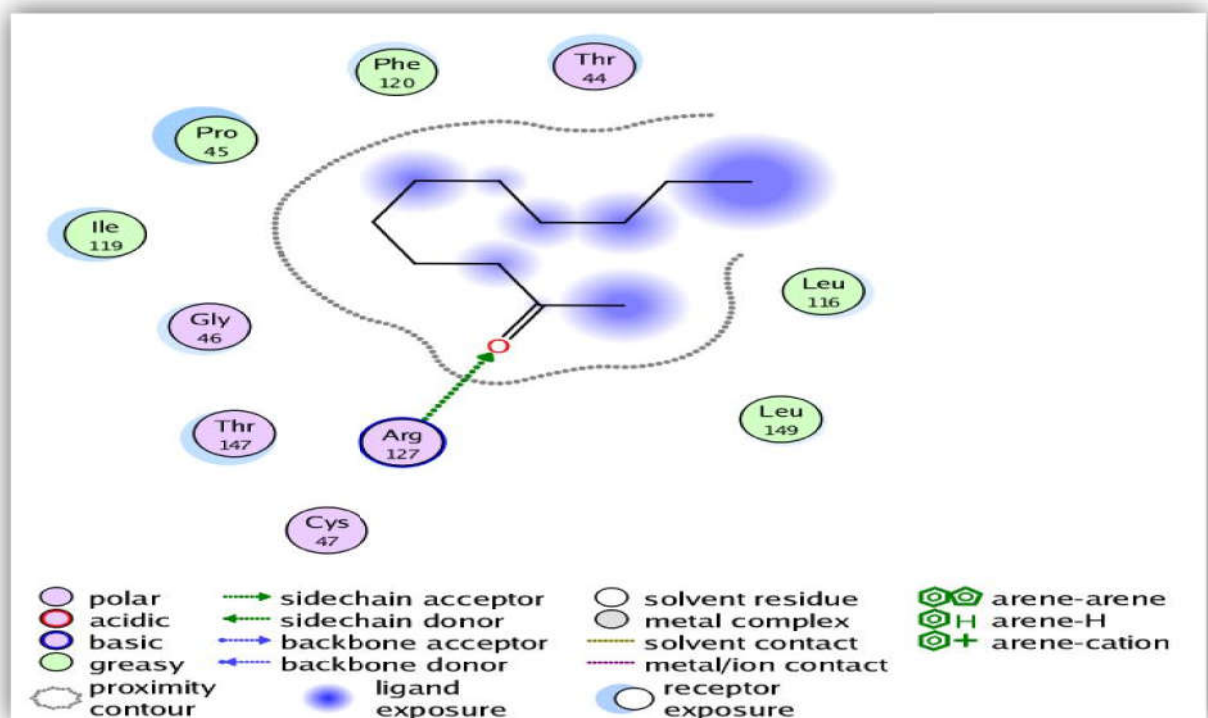 Phe
120
Thr
44
Pro
45
Ile
119
Gly
46
Leu
116
O
Thr
147
Arg
127
Leu
149
Cys
47
polar
acidic
basic
greasy
proximity
contour
sidechain acceptor
sidechain donor
backbone acceptor
backbone donor
ligand
exposure
solvent residue
metal complex
solvent contact
metal/ion contact
receptor
exposure
arene-arene
H arene-H
+ arene-cation